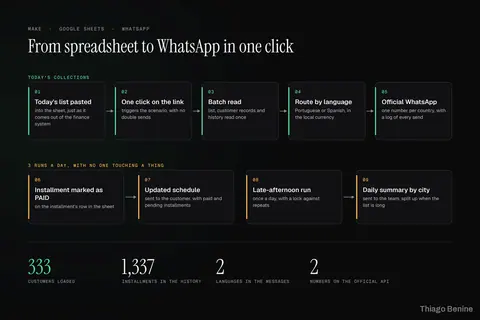 MAKE · GOOGLE SHEETS · WHATSAPP
From spreadsheet to WhatsApp in one click
TODAY'S COLLECTIONS
01
Today's list pasted
into the sheet, just as it
comes out of the finance
system
02
One click on the link
triggers the scenario, with no
double sends
03
Batch read
list, customer records and
history read once
04
Route by language
Portuguese or Spanish, in
the local currency
05
Official WhatsApp
one number per country, with
a log of every send
3 RUNS A DAY, WITH NO ONE TOUCHING A THING
06
Installment marked as
PAID
on the installment's row in the sheet
07
Updated schedule
sent to the customer, with paid and
pending installments
08
Late-afternoon run
once a day, with a lock against
repeats
09
Daily summary by city
sent to the team, split up when the
list is long
333
CUSTOMERS LOADED
1,337
INSTALLMENTS IN THE HISTORY
2
LANGUAGES IN THE MESSAGES
2
NUMBERS ON THE OFFICIAL API
Thiago Benine